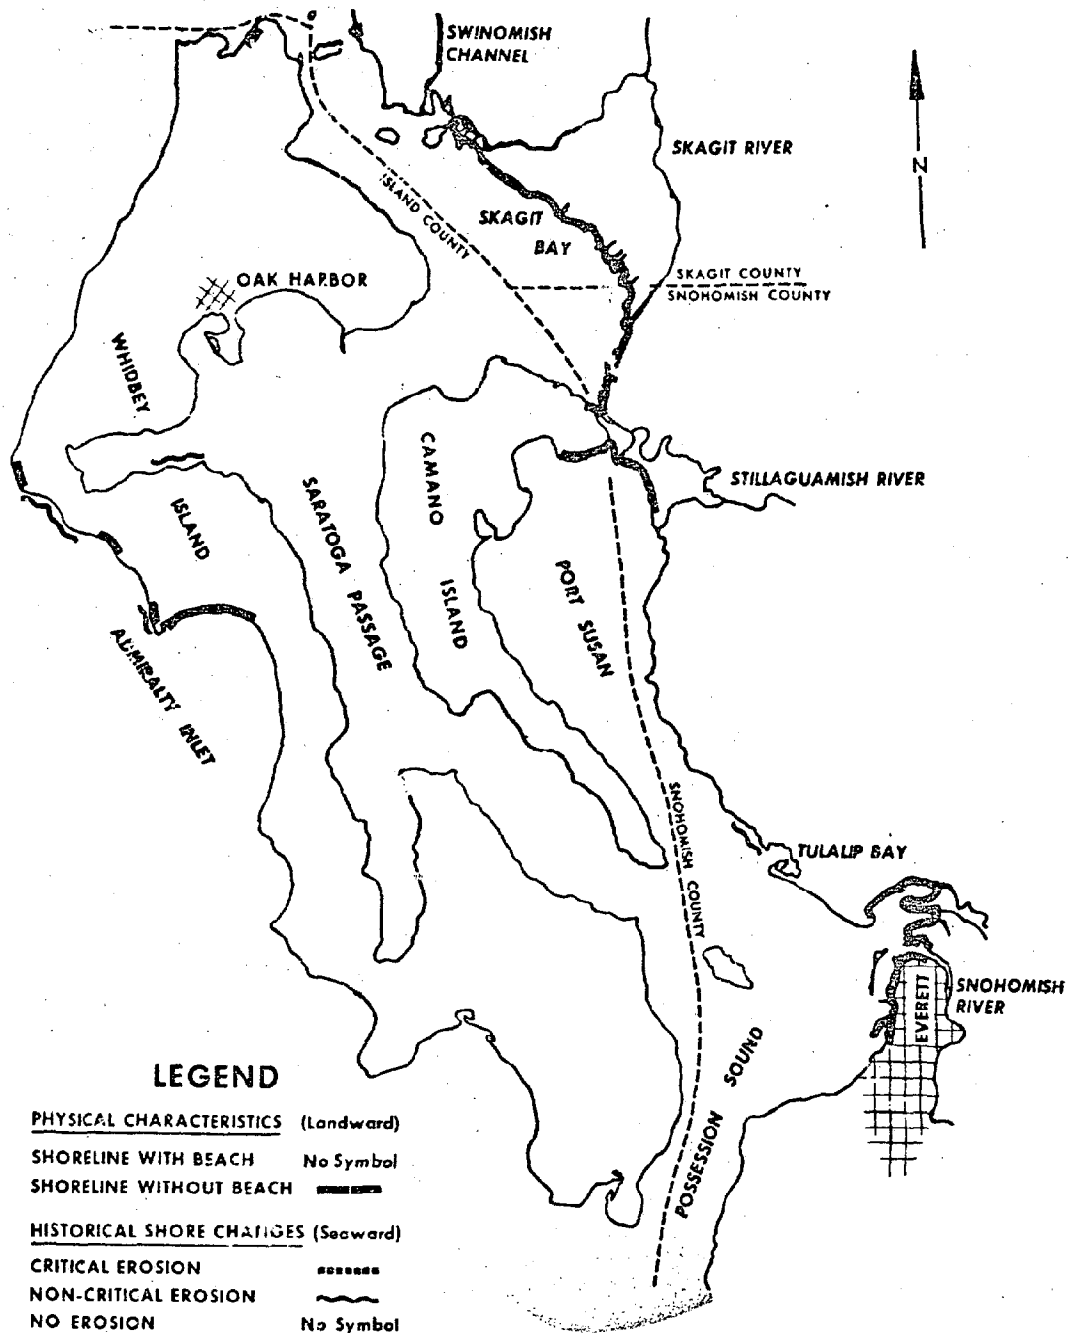 SWINOMISH
CHANNEL
N
SKAGIT RIVER
ISLAND COUNTY
SKAGIT
BAY
SKAGIT COUNTY
SNOHOMISH COUNTY
OAK HARBOR
WHIDBEY
ISLAND
CAMANO
ISLAND
SARATOGA PASSAGE
STILLAGUAMISH RIVER
PORT SUSAN
ADMIRALTY INLET
SNOHOMISH COUNTY
TULALIP BAY
EVERETT
SNOHOMISH
RIVER
POSSESSION SOUND
LEGEND
PHYSICAL CHARACTERISTICS (Landward)
SHORELINE WITH BEACH No Symbol
SHORELINE WITHOUT BEACH
HISTORICAL SHORE CHANGES (Seaward)
CRITICAL EROSION
NON-CRITICAL EROSION
NO EROSION No Symbol